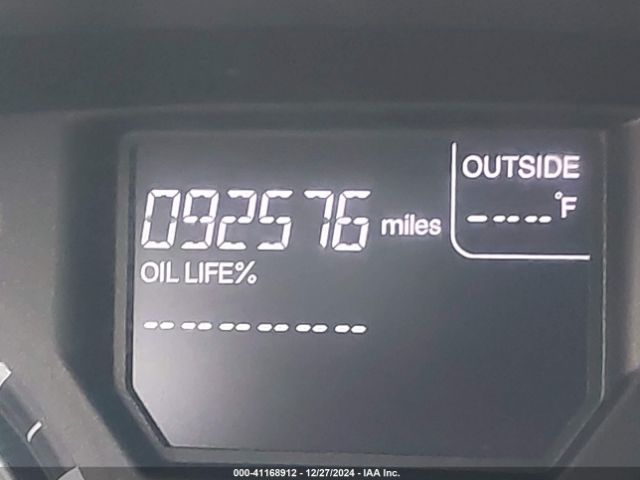 OUTSIDE
---- °F
092576 miles
OIL LIFE%
------------
000-41168912 - 12/27/2024 - IAA Inc.